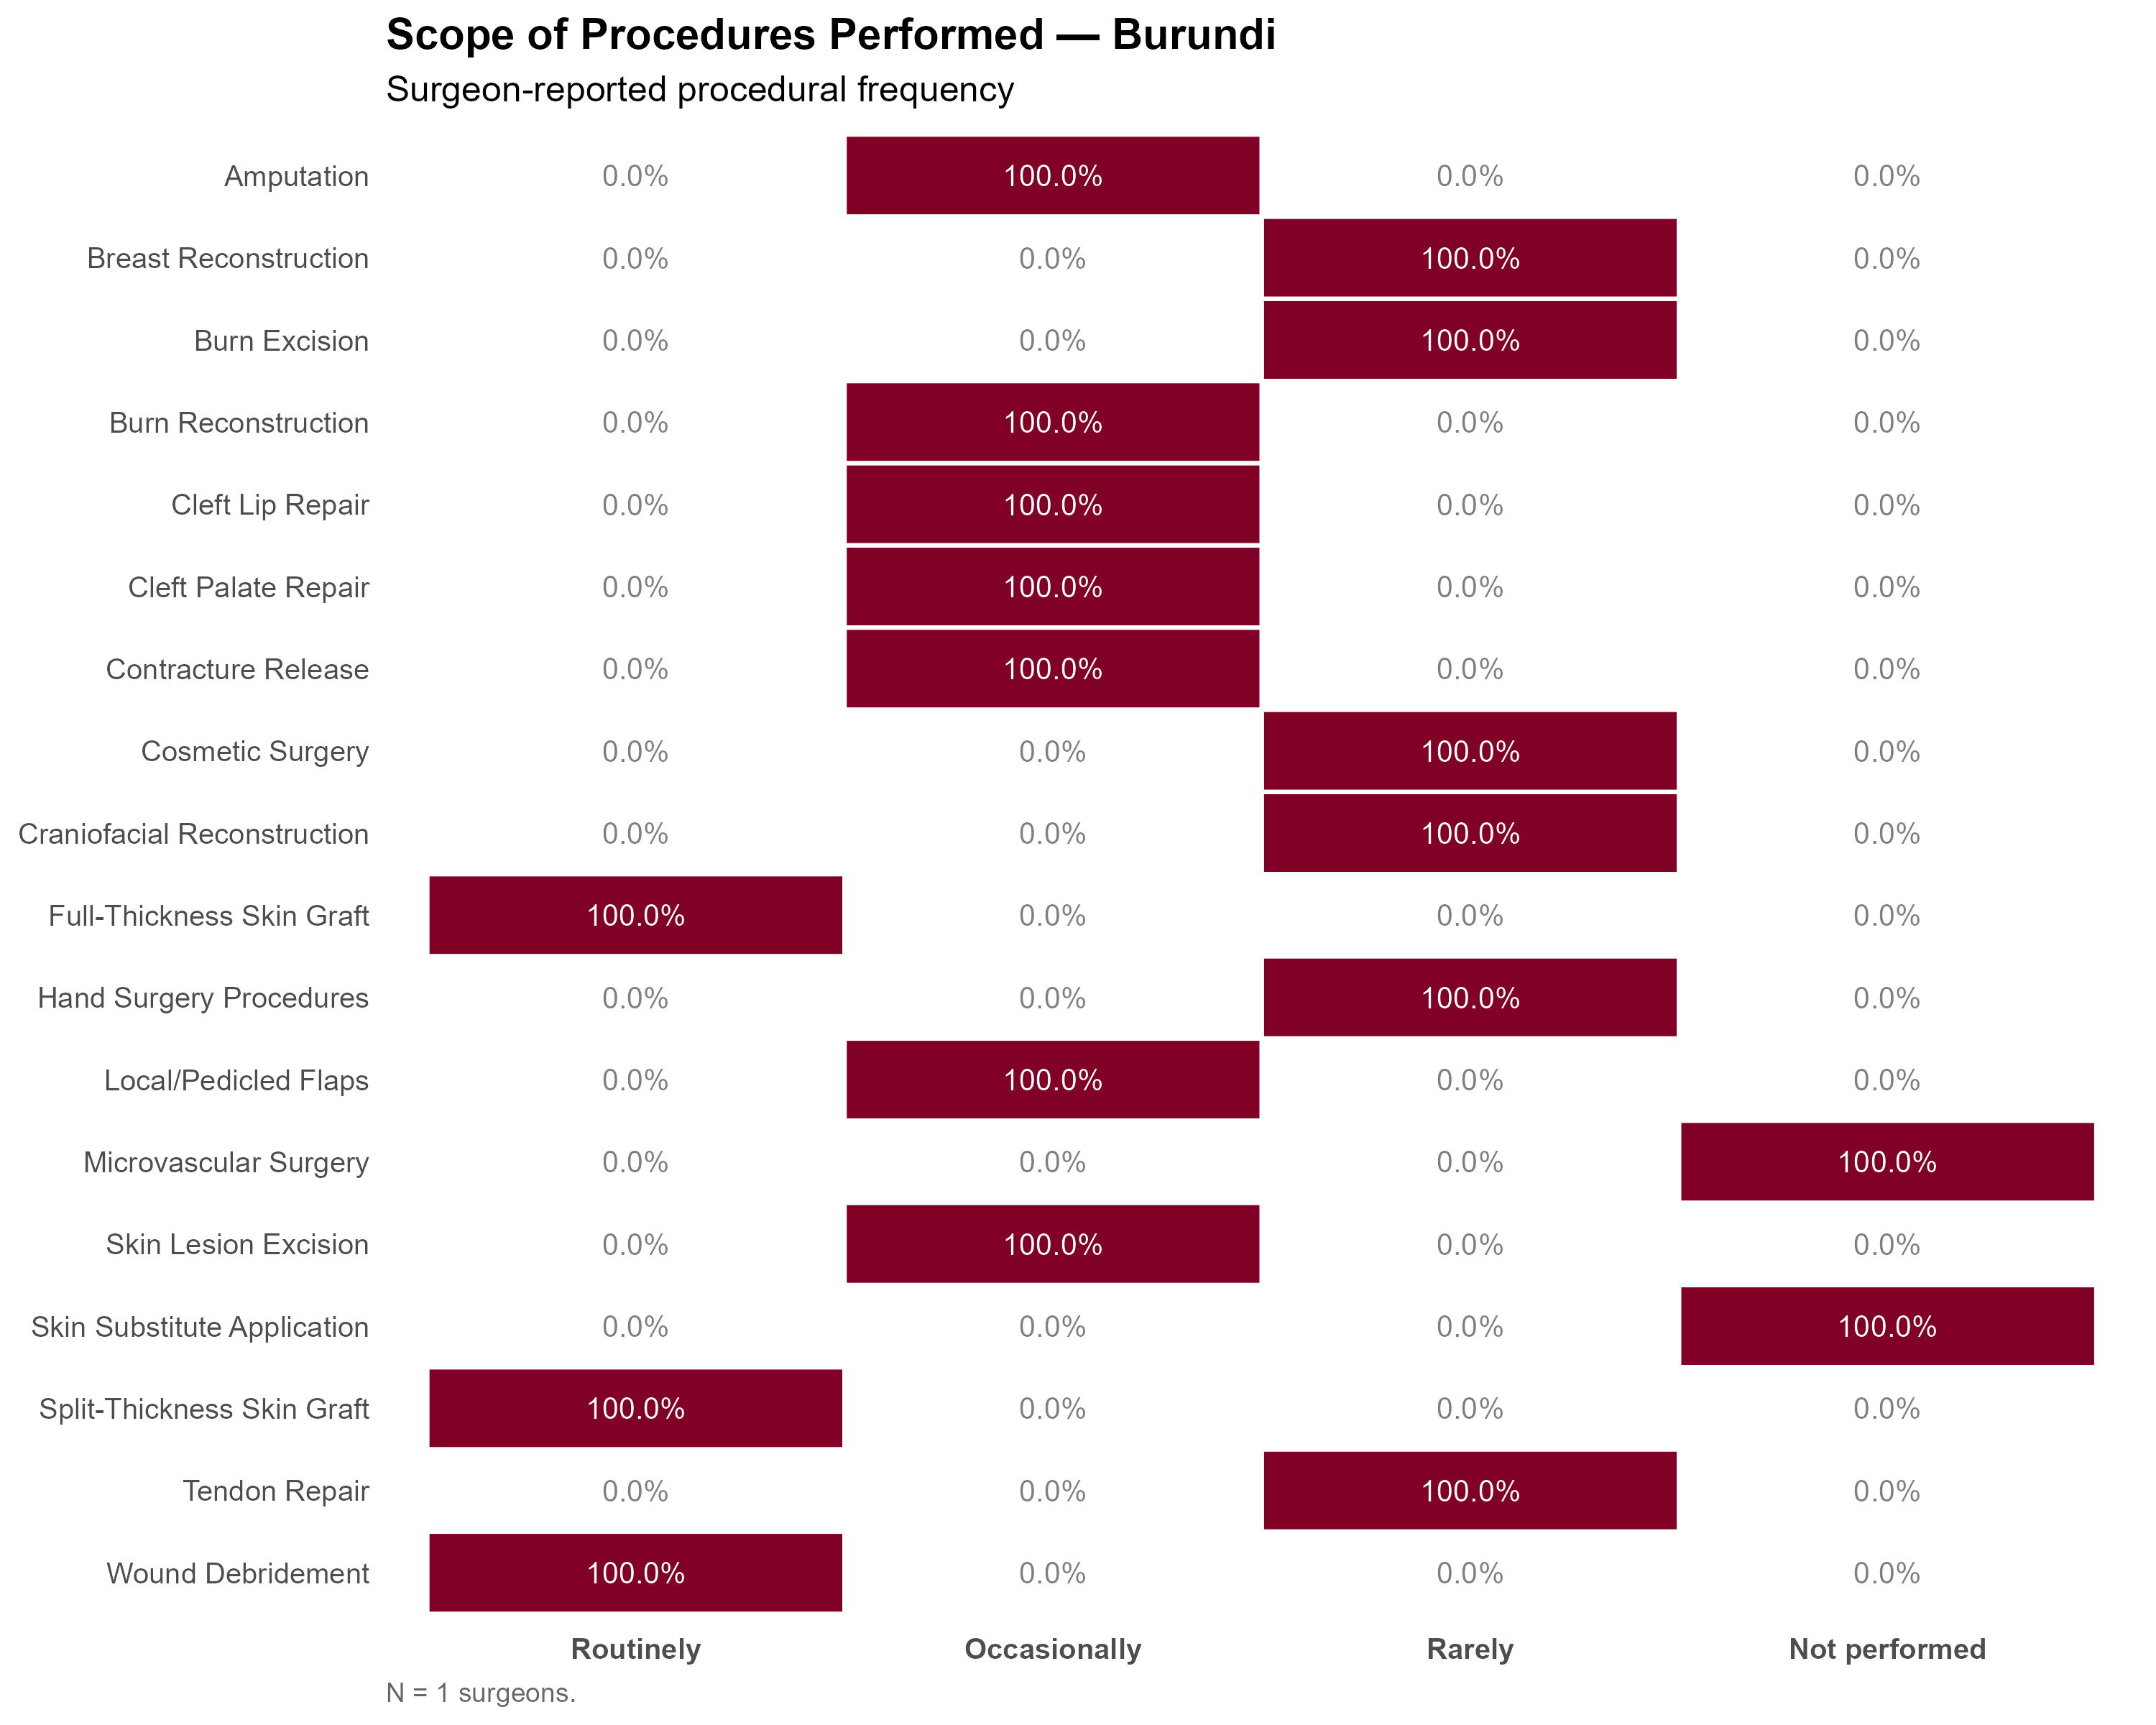 Scope of Procedures Performed — Burundi
Surgeon-reported procedural frequency
Amputation 0.0% 100.0% 0.0% 0.0%
Breast Reconstruction 0.0% 0.0% 100.0% 0.0%
Burn Excision 0.0% 0.0% 100.0% 0.0%
Burn Reconstruction 0.0% 100.0% 0.0% 0.0%
Cleft Lip Repair 0.0% 100.0% 0.0% 0.0%
Cleft Palate Repair 0.0% 100.0% 0.0% 0.0%
Contracture Release 0.0% 100.0% 0.0% 0.0%
Cosmetic Surgery 0.0% 0.0% 100.0% 0.0%
Craniofacial Reconstruction 0.0% 0.0% 100.0% 0.0%
Full-Thickness Skin Graft 100.0% 0.0% 0.0% 0.0%
Hand Surgery Procedures 0.0% 0.0% 100.0% 0.0%
Local/Pedicled Flaps 0.0% 100.0% 0.0% 0.0%
Microvascular Surgery 0.0% 0.0% 0.0% 100.0%
Skin Lesion Excision 0.0% 100.0% 0.0% 0.0%
Skin Substitute Application 0.0% 0.0% 0.0% 100.0%
Split-Thickness Skin Graft 100.0% 0.0% 0.0% 0.0%
Tendon Repair 0.0% 0.0% 100.0% 0.0%
Wound Debridement 100.0% 0.0% 0.0% 0.0%
Routinely Occasionally Rarely Not performed
N = 1 surgeons.